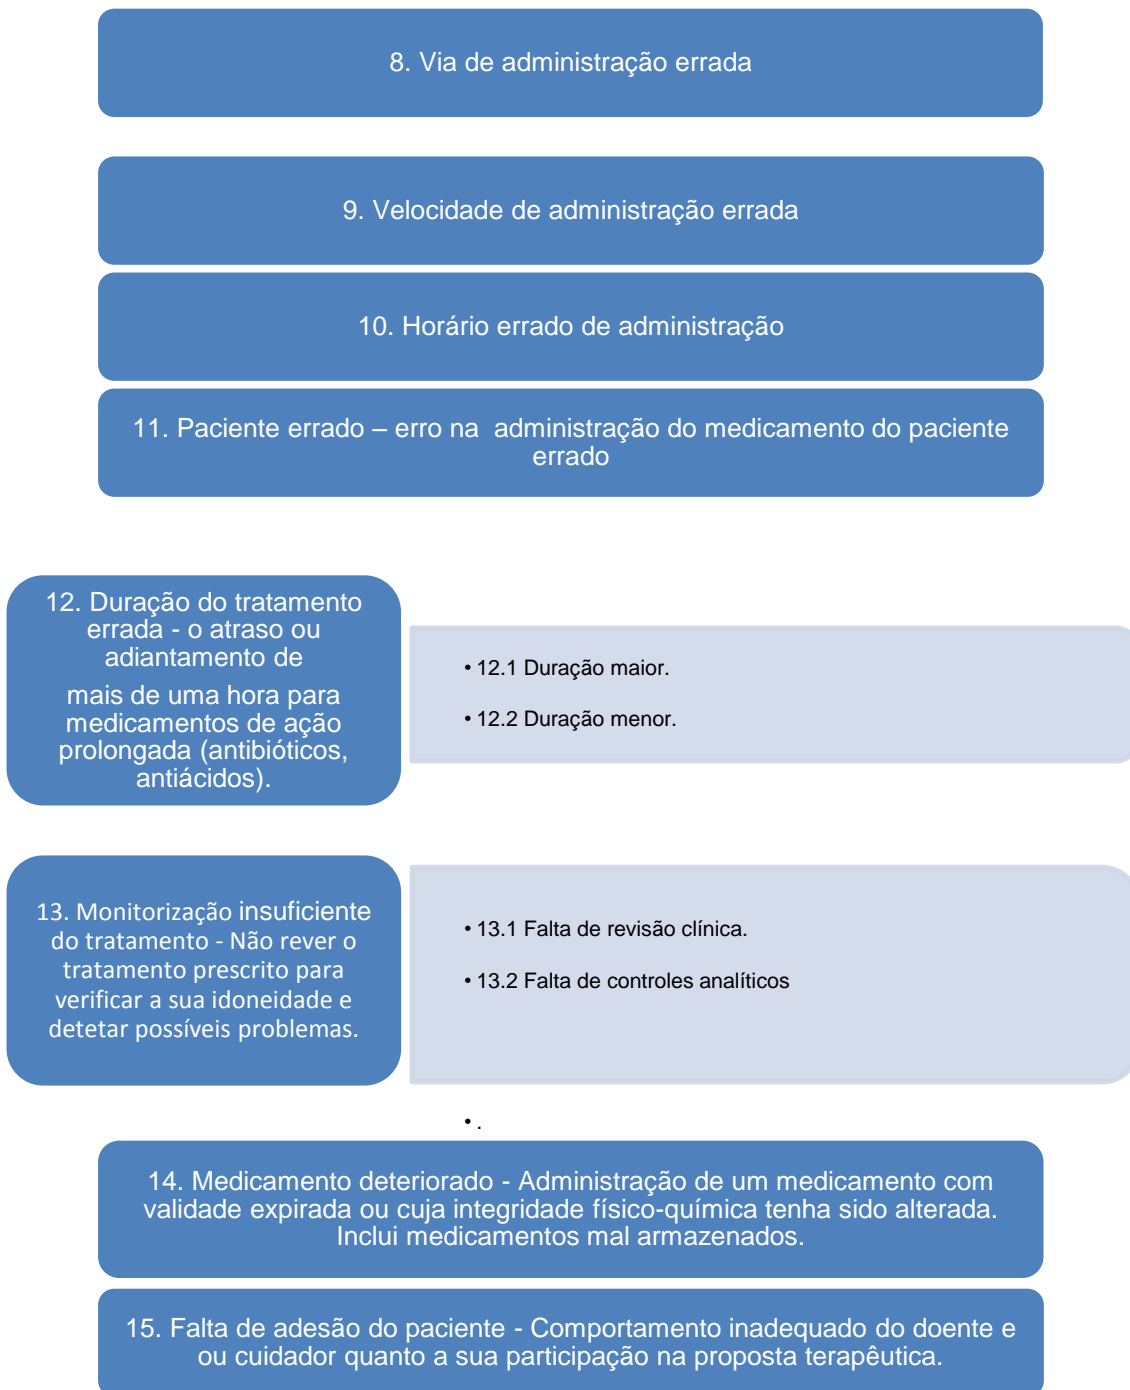 8. Via de administração errada
9. Velocidade de administração errada
10. Horário errado de administração
11. Paciente errado – erro na  administração do medicamento do paciente
errado
12. Duração do tratamento
errada - o atraso ou
adiantamento de
mais de uma hora para
medicamentos de ação
prolongada (antibióticos,
antiácidos).
• 12.1 Duração maior.
• 12.2 Duração menor.
13. Monitorização insuficiente
do tratamento - Não rever o
tratamento prescrito para
verificar a sua idoneidade e
detetar possíveis problemas.
• 13.1 Falta de revisão clínica.
• 13.2 Falta de controles analíticos
• .
14. Medicamento deteriorado - Administração de um medicamento com
validade expirada ou cuja integridade físico-química tenha sido alterada.
Inclui medicamentos mal armazenados.
15. Falta de adesão do paciente - Comportamento inadequado do doente e
ou cuidador quanto a sua participação na proposta terapêutica.